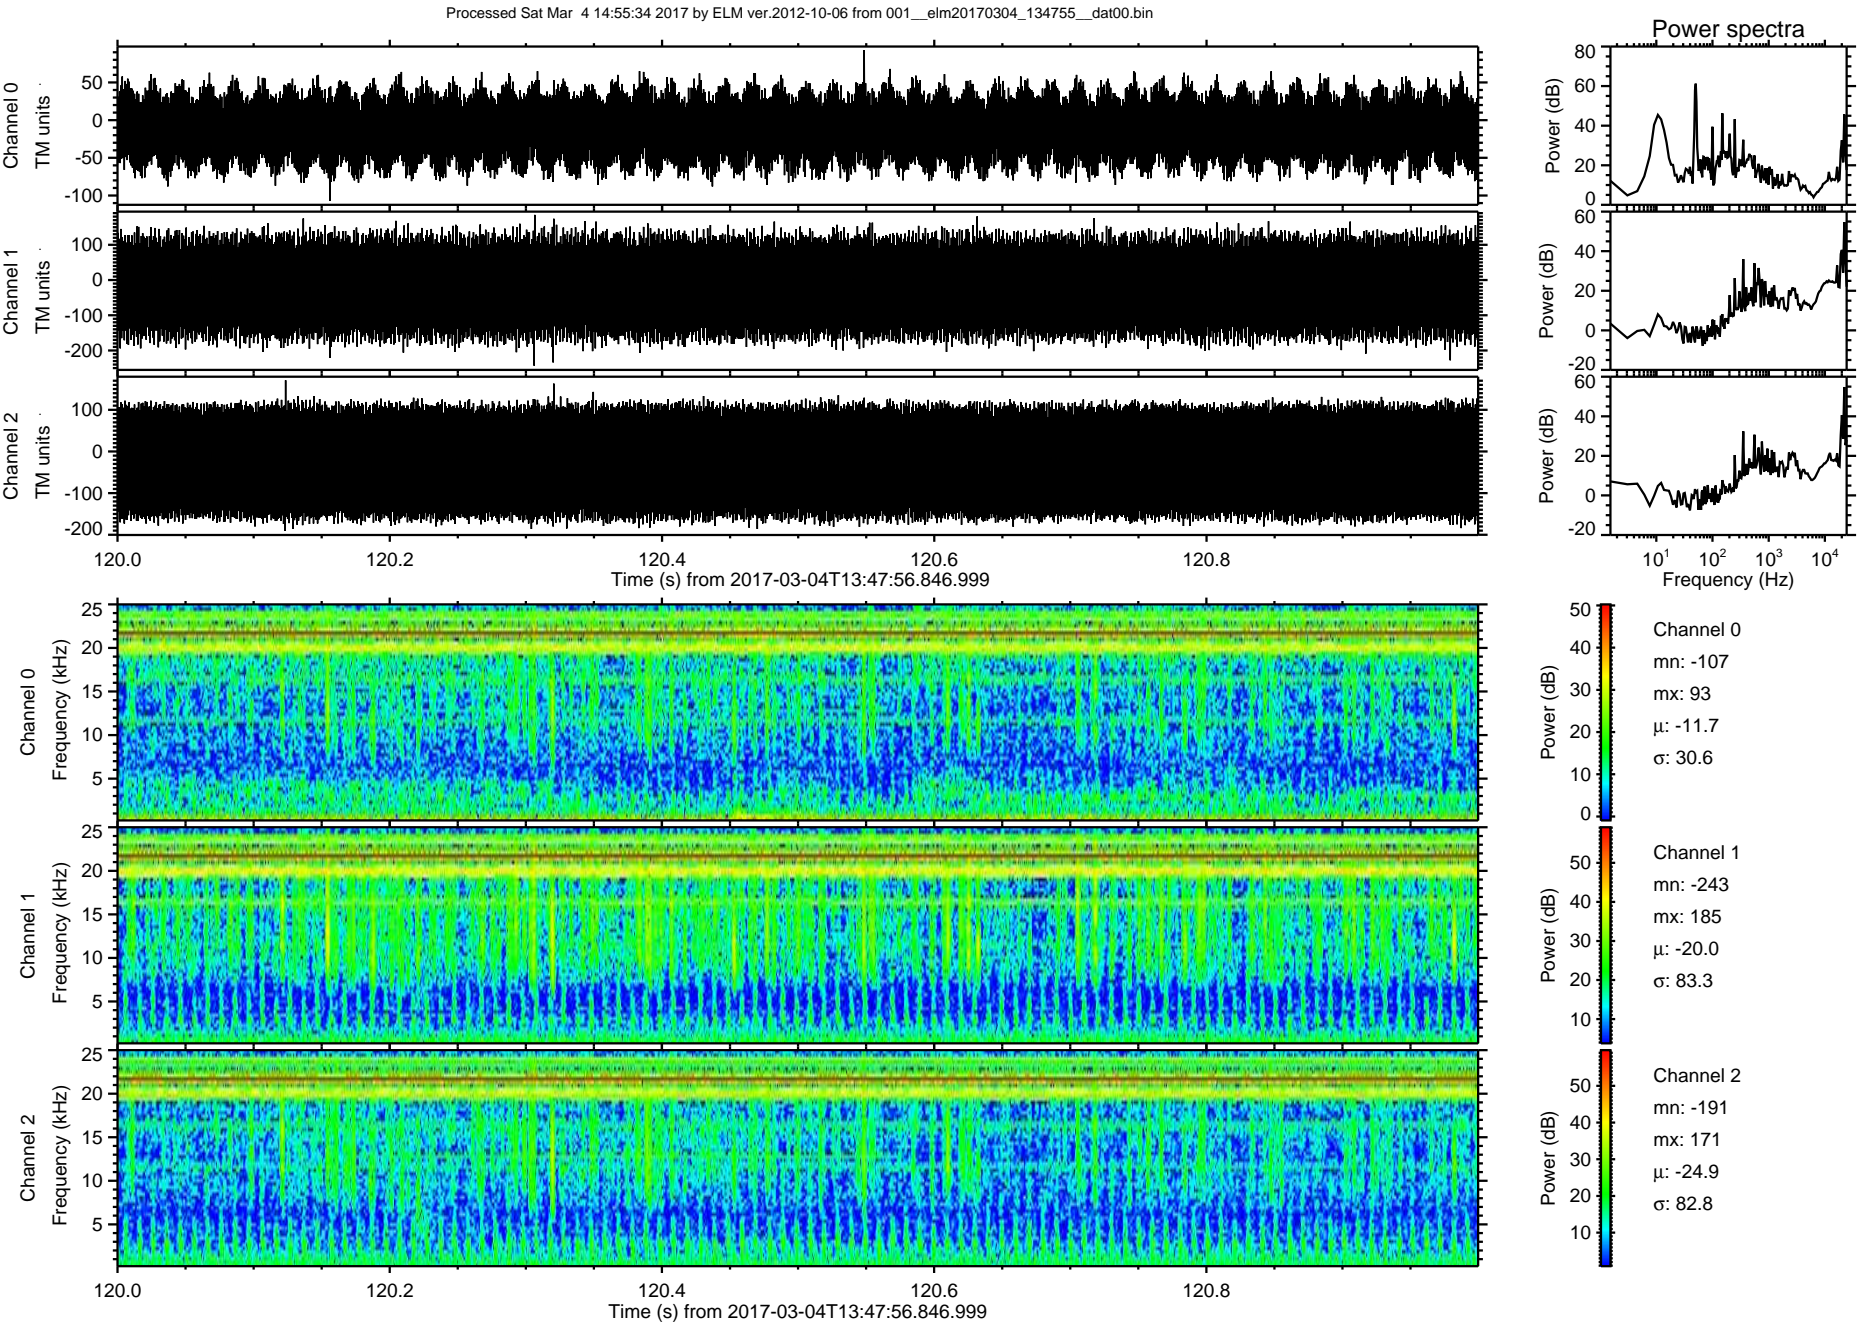 Processed Sat Mar  4 14:55:34 2017 by ELM ver.2012-10-06 from 001__elm20170304_134755__dat00.bin
Power spectra
Channel 0
TM units
50
0
-50
-100
Power (dB)
80
60
40
20
0
Channel 1
TM units
100
0
-100
-200
Power (dB)
60
40
20
0
-20
Channel 2
TM units
100
0
-100
-200
Power (dB)
60
40
20
0
-20
120.0 120.2 120.4 120.6 120.8
Time (s) from 2017-03-04T13:47:56.846.999
10^1 10^2 10^3 10^4
Frequency (Hz)
Channel 0
Frequency (kHz)
25
20
15
10
5
Power (dB)
50
40
30
20
10
0
Channel 0
mn: -107
mx: 93
µ: -11.7
σ: 30.6
Channel 1
Frequency (kHz)
25
20
15
10
5
Power (dB)
50
40
30
20
10
Channel 1
mn: -243
mx: 185
µ: -20.0
σ: 83.3
Channel 2
Frequency (kHz)
25
20
15
10
5
Power (dB)
50
40
30
20
10
Channel 2
mn: -191
mx: 171
µ: -24.9
σ: 82.8
120.0 120.2 120.4 120.6 120.8
Time (s) from 2017-03-04T13:47:56.846.999